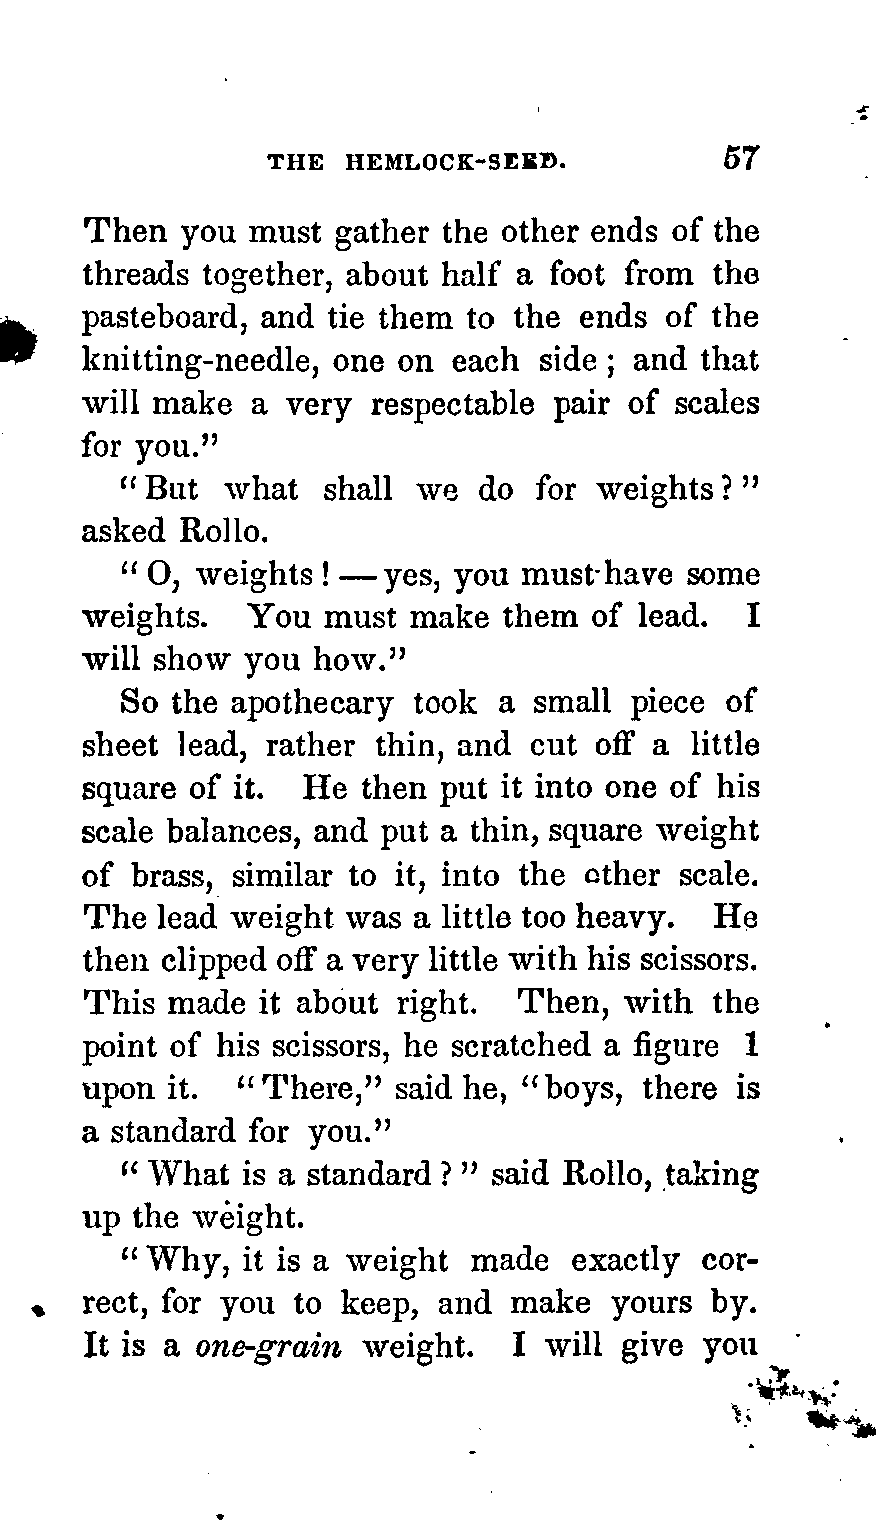 THE HEMLOCK-SEED. 57
Then you must gather the other ends of the
threads together, about half a foot from the
pasteboard, and tie them to the ends of the
knitting-needle, one on each side; and that
will make a very respectable pair of scales
for you."
"But what shall we do for weights?"
asked Rollo.
"O, weights! — yes, you must have some
weights. You must make them of lead. I
will show you how."
So the apothecary took a small piece of
sheet lead, rather thin, and cut off a little
square of it. He then put it into one of his
scale balances, and put a thin, square weight
of brass, similar to it, into the other scale.
The lead weight was a little too heavy. He
then clipped off a very little with his scissors.
This made it about right. Then, with the
point of his scissors, he scratched a figure 1
upon it. "There," said he, "boys, there is
a standard for you."
"What is a standard?" said Rollo, taking
up the weight.
"Why, it is a weight made exactly cor-
rect, for you to keep, and make yours by.
It is a one-grain weight. I will give you